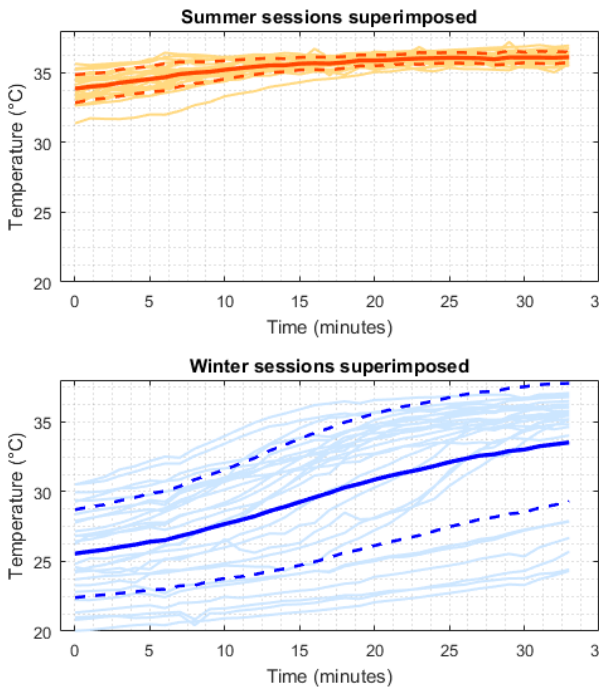 Summer sessions superimposed
35
30
25
20
Temperature (°C)
0 5 10 15 20 25 30 3
Time (minutes)
Winter sessions superimposed
35
30
25
20
Temperature (°C)
0 5 10 15 20 25 30 35
Time (minutes)